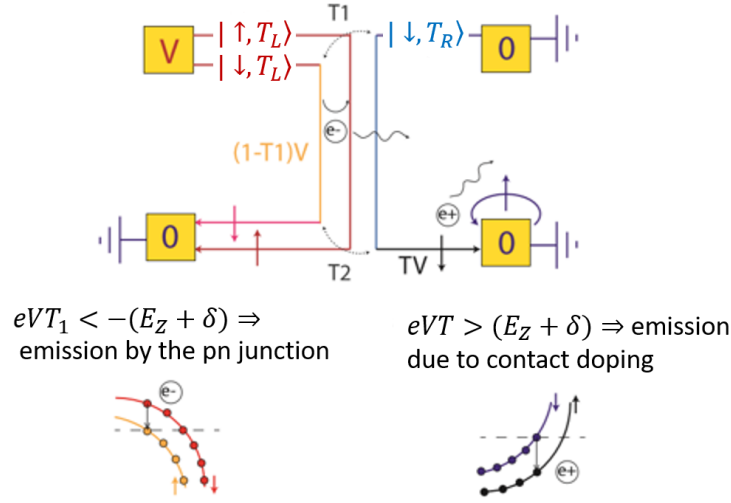 T1
V
| ↑, T_L⟩
| ↓, T_L⟩
| ↓, T_R⟩
0
e-
(1-T1)V
e+
0
0
T2
TV
eVT₁ < −(E_Z + δ) ⇒
emission by the pn junction
eVT > (E_Z + δ) ⇒ emission
due to contact doping
e-
↑ ↓
↓ ↑
e+